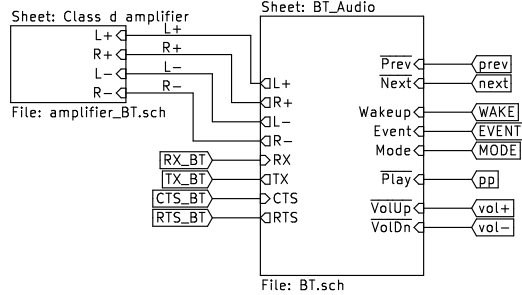 Sheet: Class d amplifier
L+
R+
L-
R-
File: amplifier_BT.sch
L+
R+
L-
R-
Sheet: BT_Audio
L+
R+
L-
R-
RX
TX
CTS
RTS
RX_BT
TX_BT
CTS_BT
RTS_BT
Prev
Next
Wakeup
Event
Mode
Play
VolUp
VolDn
prev
next
WAKE
EVENT
MODE
pp
vol+
vol-
File: BT.sch